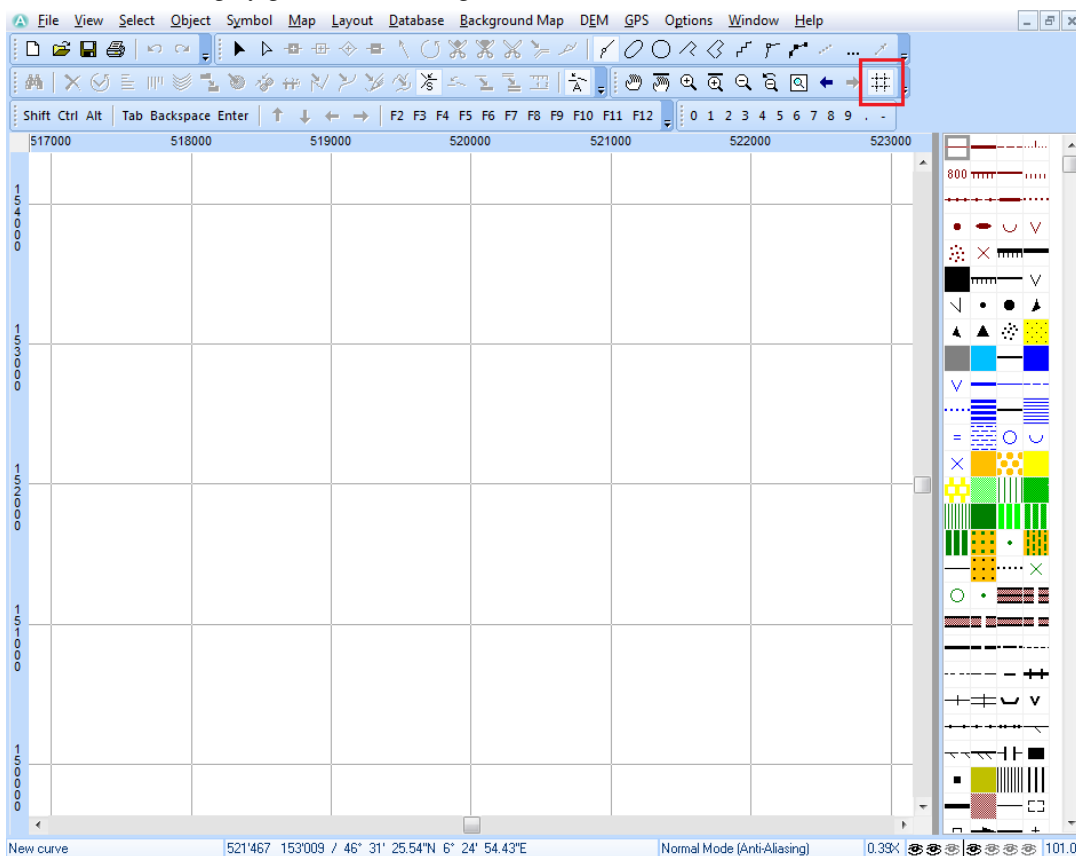 File View Select Object Symbol Map Layout Database Background Map DEM GPS Options Window Help
Shift Ctrl Alt Tab Backspace Enter F2 F3 F4 F5 F6 F7 F8 F9 F10 F11 F12 0 1 2 3 4 5 6 7 8 9 . -
517000 518000 519000 520000 521000 522000 523000
800
154000
153000
152000
151000
150000
New curve 521'467 153'009 / 46° 31' 25.54"N 6° 24' 54.43"E Normal Mode (Anti-Aliasing) 0.39X 101.0